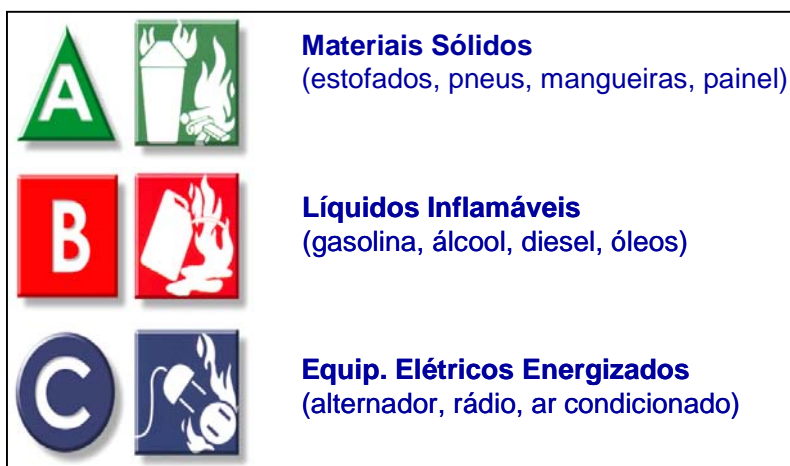 A
Materiais Sólidos
(estofados, pneus, mangueiras, painel)
B
Líquidos Inflamáveis
(gasolina, álcool, diesel, óleos)
C
Equip. Elétricos Energizados
(alternador, rádio, ar condicionado)